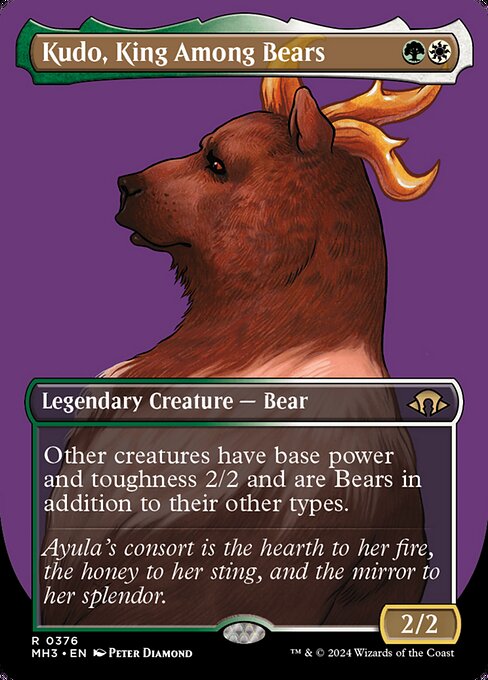 Kudo, King Among Bears
Legendary Creature — Bear
Other creatures have base power
and toughness 2/2 and are Bears in
addition to their other types.
Ayula's consort is the hearth to her fire,
the honey to her sting, and the mirror to
her splendor.
2/2
R 0376
MH3 • EN Peter Diamond
™ & © 2024 Wizards of the Coast